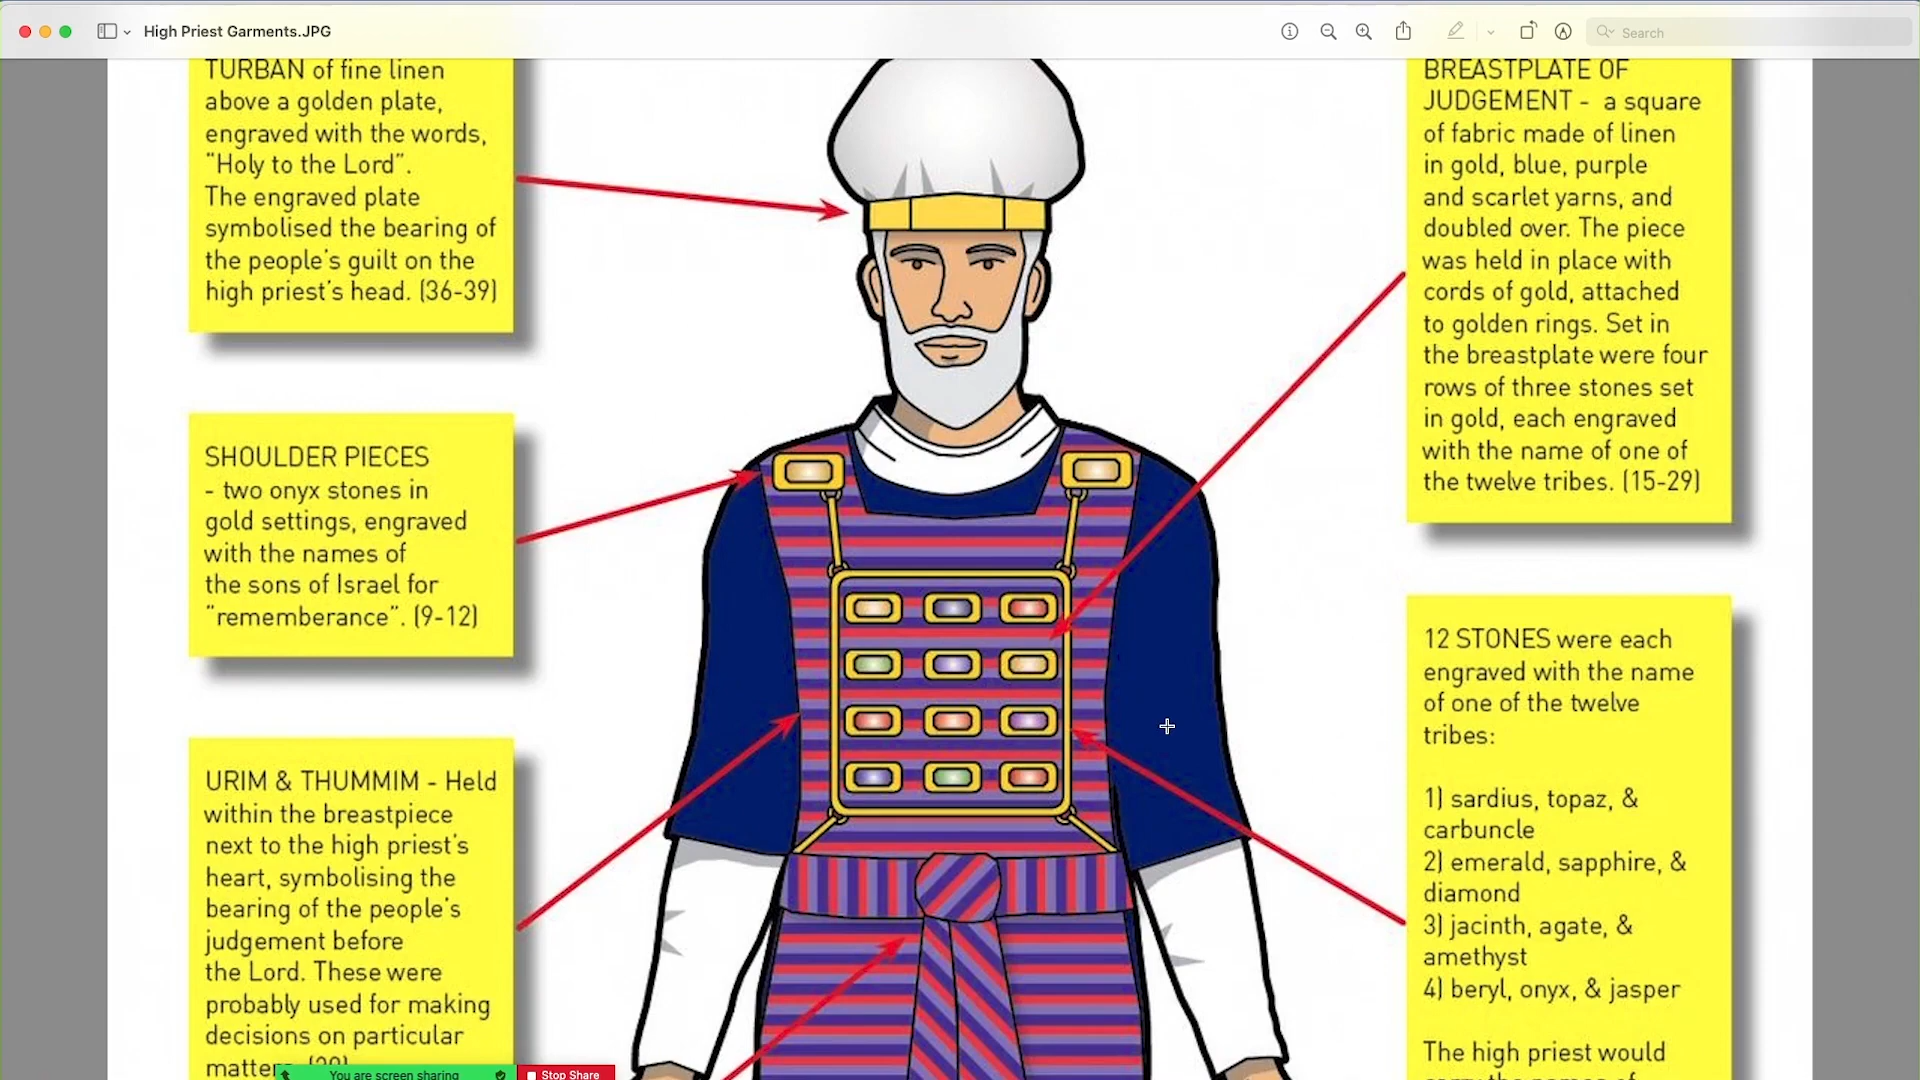 High Priest Garments.JPG
Search
TURBAN of fine linen
above a golden plate,
engraved with the words,
“Holy to the Lord”.
The engraved plate
symbolised the bearing of
the people's guilt on the
high priest's head. (36-39)
SHOULDER PIECES
- two onyx stones in
gold settings, engraved
with the names of
the sons of Israel for
“rememberance”. (9-12)
URIM & THUMMIM - Held
within the breastpiece
next to the high priest's
heart, symbolising the
bearing of the people's
judgement before
the Lord. These were
probably used for making
decisions on particular
BREASTPLATE OF
JUDGEMENT - a square
of fabric made of linen
in gold, blue, purple
and scarlet yarns, and
doubled over. The piece
was held in place with
cords of gold, attached
to golden rings. Set in
the breastplate were four
rows of three stones set
in gold, each engraved
with the name of one of
the twelve tribes. (15-29)
12 STONES were each
engraved with the name
of one of the twelve
tribes:
1) sardius, topaz, &
carbuncle
2) emerald, sapphire, &
diamond
3) jacinth, agate, &
amethyst
4) beryl, onyx, & jasper
The high priest would
You are screen sharing
Stop Share